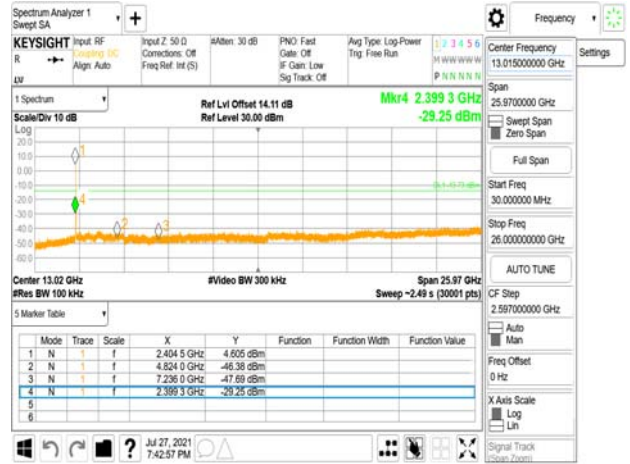 Spectrum Analyzer 1
Swept SA
Frequency
KEYSIGHT
R
Input: RF
Coupling: DC
Align: Auto
Input Z: 50 Ω
Corrections: Off
Freq Ref: Int (S)
#Atten: 30 dB
PNO: Fast
Gate: Off
IF Gain: Low
Sig Track: Off
Avg Type: Log-Power
Trig: Free Run
1 2 3 4 5 6
M W W W W W
P N N N N N
1 Spectrum
Scale/Div 10 dB
Ref Lvl Offset 14.11 dB
Ref Level 30.00 dBm
Mkr4 2.399 3 GHz
-29.25 dBm
Log
20.0
10.0
0.00
-10.0
-20.0
-30.0
-40.0
-50.0
-60.0
1
4
2
3
Center 13.02 GHz
#Res BW 100 kHz
#Video BW 300 kHz
Span 25.97 GHz
Sweep ~2.49 s (30001 pts)
5 Marker Table
Mode Trace Scale X Y Function Function Width Function Value
1 N 1 f 2.404 5 GHz 4.605 dBm
2 N 1 f 4.824 0 GHz -46.38 dBm
3 N 1 f 7.236 0 GHz -47.69 dBm
4 N 1 f 2.399 3 GHz -29.25 dBm
5
6
Jul 27, 2021
7:42:57 PM
Settings
Center Frequency
13.015000000 GHz
Span
25.9700000 GHz
Swept Span
Zero Span
Full Span
Start Freq
30.000000 MHz
Stop Freq
26.000000000 GHz
AUTO TUNE
CF Step
2.597000000 GHz
Auto
Man
Freq Offset
0 Hz
X Axis Scale
Log
Lin
Signal Track
(Span Zoom)